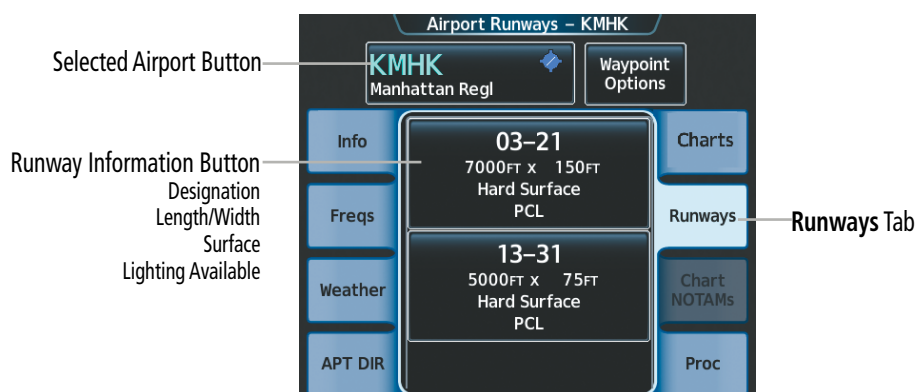 Airport Runways – KMHK
Selected Airport Button
KMHK
Manhattan Regl
Waypoint
Options
Info
Freqs
Weather
APT DIR
Runway Information Button
Designation
Length/Width
Surface
Lighting Available
03–21
7000FT X 150FT
Hard Surface
PCL
13–31
5000FT X 75FT
Hard Surface
PCL
Charts
Runways
Chart
NOTAMs
Proc
Runways Tab